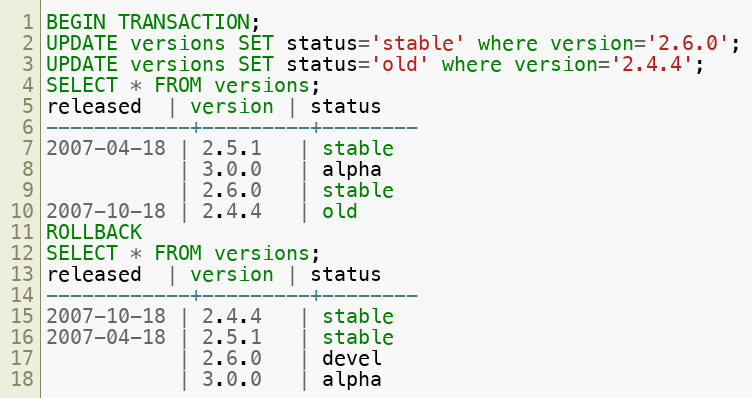 1 BEGIN TRANSACTION;
2 UPDATE versions SET status='stable' where version='2.6.0';
3 UPDATE versions SET status='old' where version='2.4.4';
4 SELECT * FROM versions;
5 released  | version | status
6 ------------+---------+--------
7 2007-04-18 | 2.5.1   | stable
8            | 3.0.0   | alpha
9            | 2.6.0   | stable
10 2007-10-18 | 2.4.4   | old
11 ROLLBACK
12 SELECT * FROM versions;
13 released  | version | status
14 ------------+---------+--------
15 2007-10-18 | 2.4.4   | stable
16 2007-04-18 | 2.5.1   | stable
17            | 2.6.0   | devel
18            | 3.0.0   | alpha